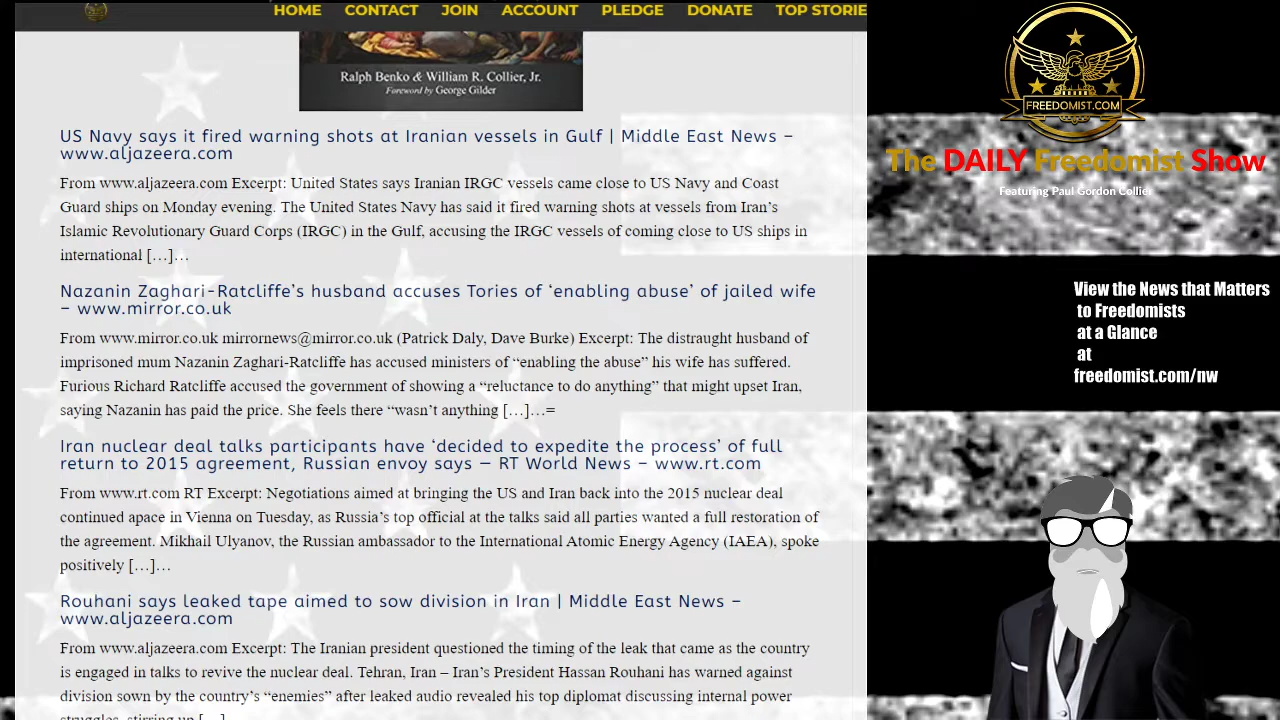 HOME CONTACT JOIN ACCOUNT PLEDGE DONATE TOP STORIE
Ralph Benko & William R. Collier, Jr.
Foreword by George Gilder
US Navy says it fired warning shots at Iranian vessels in Gulf | Middle East News –
www.aljazeera.com
From www.aljazeera.com Excerpt: United States says Iranian IRGC vessels came close to US Navy and Coast
Guard ships on Monday evening. The United States Navy has said it fired warning shots at vessels from Iran’s
Islamic Revolutionary Guard Corps (IRGC) in the Gulf, accusing the IRGC vessels of coming close to US ships in
international […]…
Nazanin Zaghari-Ratcliffe’s husband accuses Tories of ‘enabling abuse’ of jailed wife
– www.mirror.co.uk
From www.mirror.co.uk mirrornews@mirror.co.uk (Patrick Daly, Dave Burke) Excerpt: The distraught husband of
imprisoned mum Nazanin Zaghari-Ratcliffe has accused ministers of “enabling the abuse” his wife has suffered.
Furious Richard Ratcliffe accused the government of showing a “reluctance to do anything” that might upset Iran,
saying Nazanin has paid the price. She feels there “wasn’t anything […]…=
Iran nuclear deal talks participants have ‘decided to expedite the process’ of full
return to 2015 agreement, Russian envoy says — RT World News – www.rt.com
From www.rt.com RT Excerpt: Negotiations aimed at bringing the US and Iran back into the 2015 nuclear deal
continued apace in Vienna on Tuesday, as Russia’s top official at the talks said all parties wanted a full restoration of
the agreement. Mikhail Ulyanov, the Russian ambassador to the International Atomic Energy Agency (IAEA), spoke
positively […]…
Rouhani says leaked tape aimed to sow division in Iran | Middle East News –
www.aljazeera.com
From www.aljazeera.com Excerpt: The Iranian president questioned the timing of the leak that came as the country
is engaged in talks to revive the nuclear deal. Tehran, Iran – Iran’s President Hassan Rouhani has warned against
division sown by the country’s “enemies” after leaked audio revealed his top diplomat discussing internal power
struggles, stirring up […]
FREEDOMIST.COM
The DAILY Freedomist Show
Featuring Paul Gordon Collie
View the News that Matters
to Freedomists
at a Glance
at
freedomist.com/nw